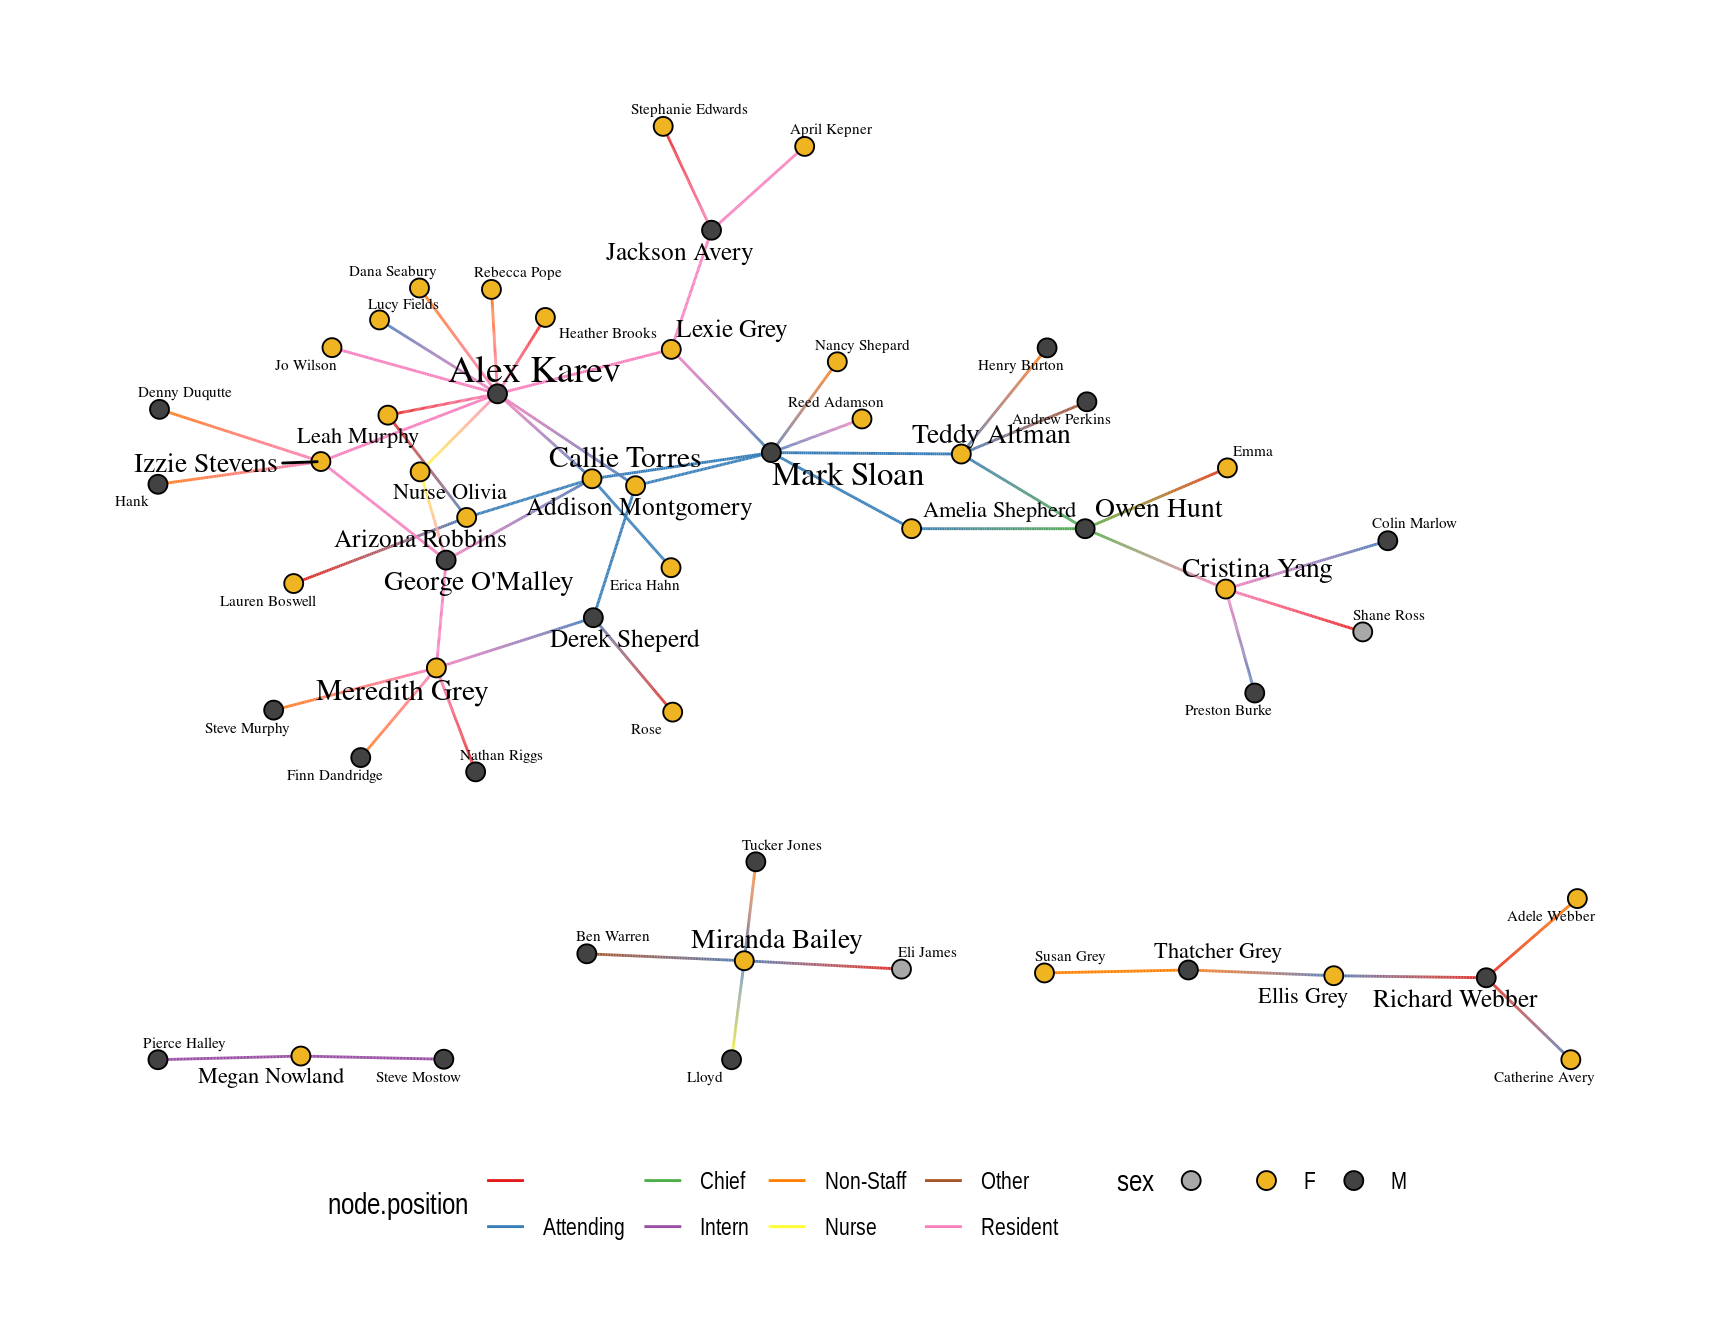 Stephanie Edwards
April Kepner
Jackson Avery
Dana Seabury
Rebecca Pope
Lucy Fields
Heather Brooks
Lexie Grey
Nancy Shepard
Jo Wilson
Henry Burton
Alex Karev
Denny Duqutte
Reed Adamson
Andrew Perkins
Leah Murphy
Teddy Altman
Emma
Izzie Stevens
Callie Torres
Mark Sloan
Hank
Nurse Olivia
Addison Montgomery
Amelia Shepherd
Owen Hunt
Colin Marlow
Arizona Robbins
George O'Malley
Erica Hahn
Cristina Yang
Lauren Boswell
Shane Ross
Derek Sheperd
Meredith Grey
Preston Burke
Steve Murphy
Rose
Nathan Riggs
Finn Dandridge
Tucker Jones
Adele Webber
Ben Warren
Miranda Bailey
Eli James
Susan Grey
Thatcher Grey
Ellis Grey
Richard Webber
Pierce Halley
Megan Nowland
Steve Mostow
Lloyd
Catherine Avery
node.position
Chief
Non-Staff
Other
Attending
Intern
Nurse
Resident
sex
F
M